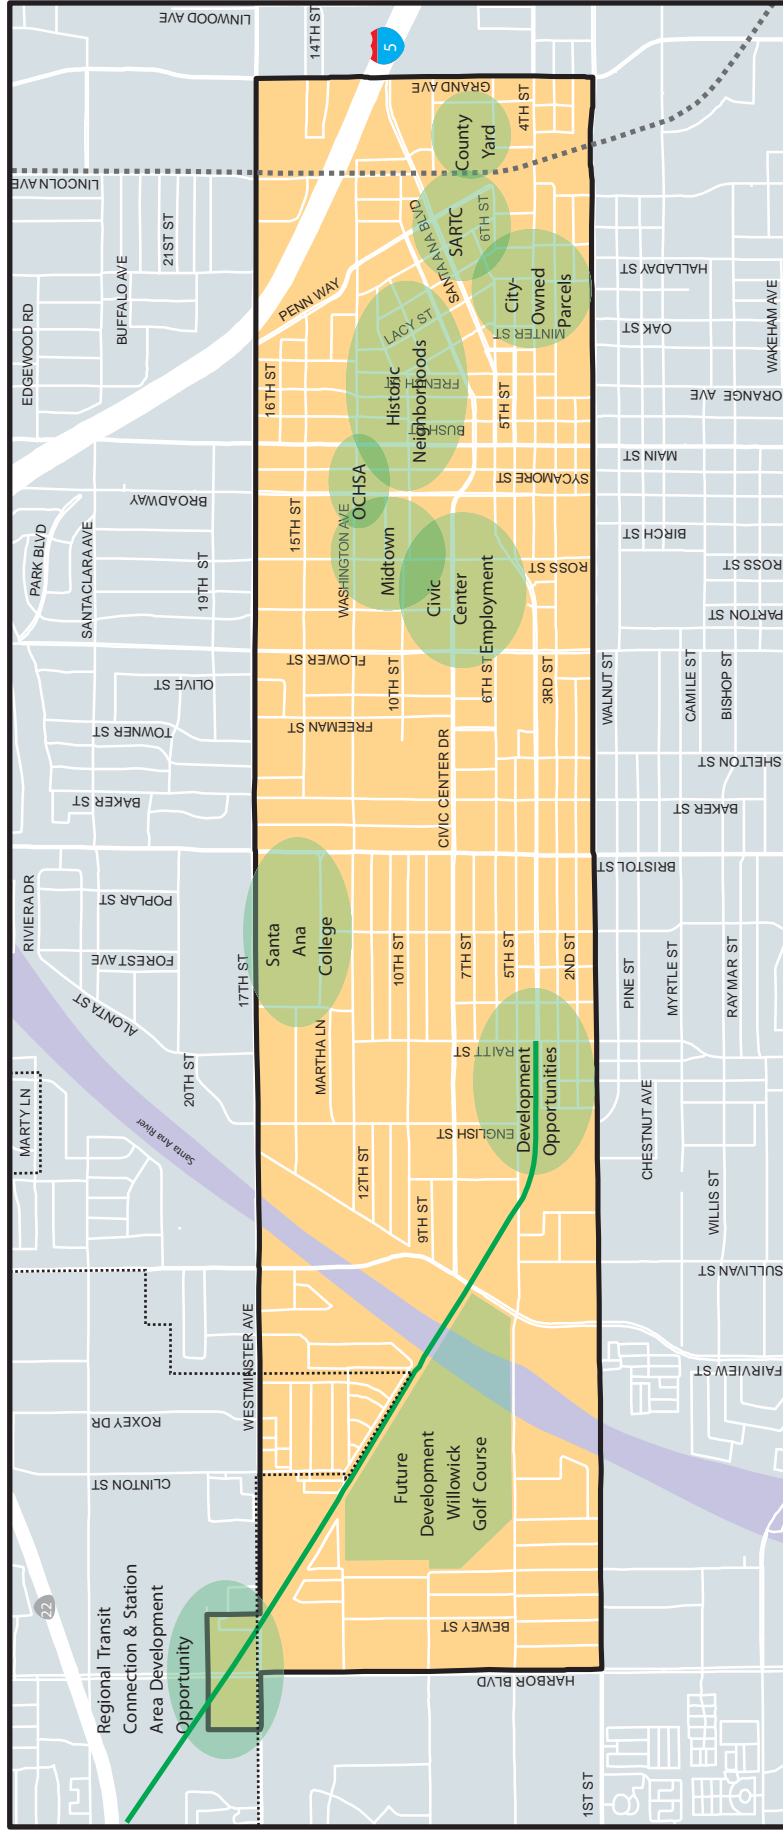 LINWOOD AVE
14TH ST
5
GRAND AVE
4TH ST
County
Yard
LINCOLN AVE
21ST ST
BUFFALO AVE
EDGEWOOD RD
SARTC
6TH ST
SANTA ANA BLVD
PENN WAY
City-
Owned
Parcels
HALLADAY ST
OAK ST
WAKEHAM AVE
LACY ST
MINTER ST
Historic
Neighborhoods
FRENCH ST
BUSH ST
16TH ST
5TH ST
ORANGE AVE
MAIN ST
SYCAMORE ST
BROADWAY
OCHSA
15TH ST
WASHINGTON AVE
PARK BLVD
SANTA CLARA AVE
19TH ST
Midtown
Civic
Center
Employment
ROSS ST
BIRCH ST
ROSS ST
PARTON ST
FLOWER ST
10TH ST
6TH ST
3RD ST
WALNUT ST
CAMILE ST
BISHOP ST
OLIVE ST
TOWNER ST
FREEMAN ST
SHELTON ST
BAKER ST
BAKER ST
CIVIC CENTER DR
BRISTOL ST
RIVIERA DR
POPLAR ST
FOREST AVE
ALONTA ST
17TH ST
Santa
Ana
College
10TH ST
7TH ST
5TH ST
2ND ST
PINE ST
MYRTLE ST
RAYMAR ST
MARTHA LN
20TH ST
MARTY LN
Santa Ana River
RAITT ST
Development
Opportunities
ENGLISH ST
CHESTNUT AVE
WILLIS ST
12TH ST
9TH ST
SULLIVAN ST
FAIRVIEW ST
WESTMINSTER AVE
ROXEY DR
CLINTON ST
Future
Development
Willowick
Golf Course
22
Regional Transit
Connection & Station
Area Development
Opportunity
BEWEY ST
HARBOR BLVD
1ST ST